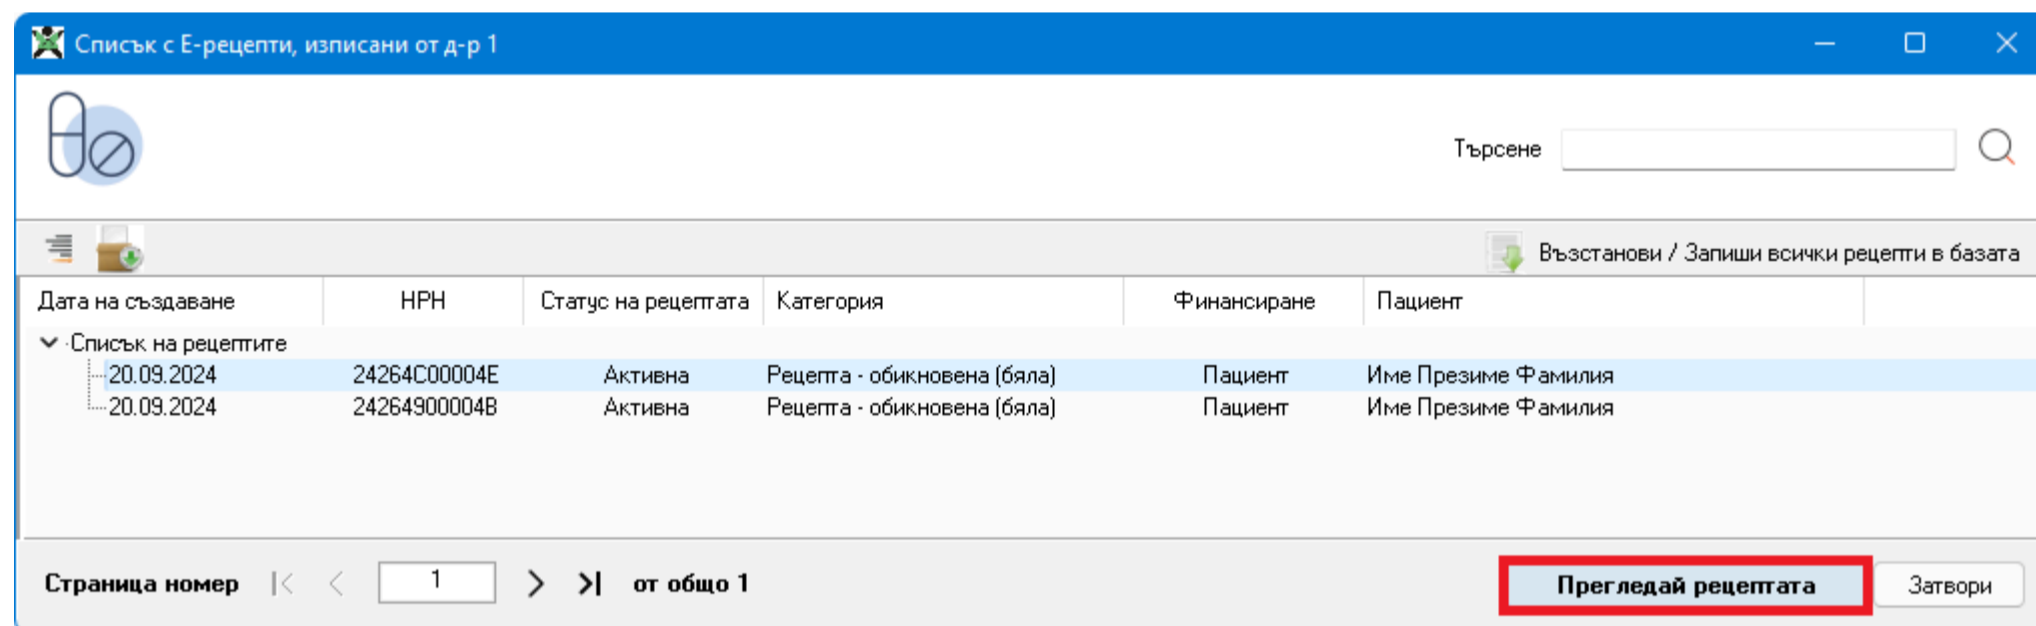 Списък с Е-рецепти, изписани от д-р 1
Търсене
Възстанови / Запиши всички рецепти в базата
Дата на създаване НРН Статус на рецептата Категория Финансиране Пациент
Списък на рецептите
20.09.2024 24264C00004E Активна Рецепта - обикновена (бяла) Пациент Име Презиме Фамилия
20.09.2024 24264900004B Активна Рецепта - обикновена (бяла) Пациент Име Презиме Фамилия
Страница номер 1 от общо 1 Прегледай рецептата Затвори